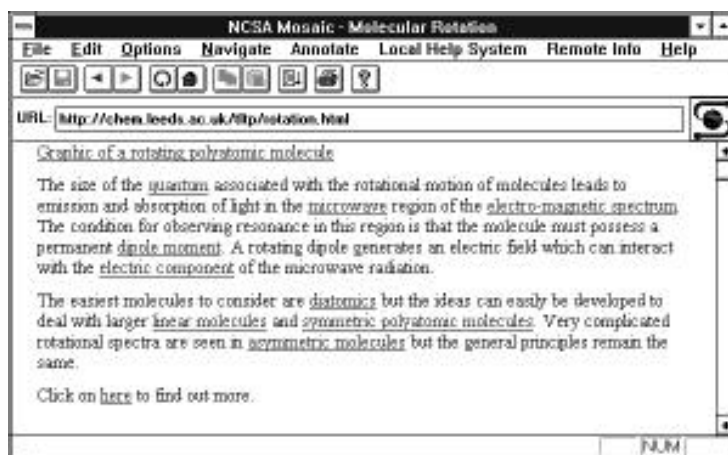 NCSA Mosaic - Molecular Rotation
File Edit Options Navigate Annotate Local Help System Remote Info Help
URL: http://chem.leeds.ac.uk/tltp/rotation.html
Graphic of a rotating polyatomic molecule
The size of the quantum associated with the rotational motion of molecules leads to
emission and absorption of light in the microwave region of the electro-magnetic spectrum.
The condition for observing resonance in this region is that the molecule must possess a
permanent dipole moment. A rotating dipole generates an electric field which can interact
with the electric component of the microwave radiation.
The easiest molecules to consider are diatomics but the ideas can easily be developed to
deal with larger linear molecules and symmetric polyatomic molecules. Very complicated
rotational spectra are seen in asymmetric molecules but the general principles remain the
same.
Click on here to find out more.
NUM